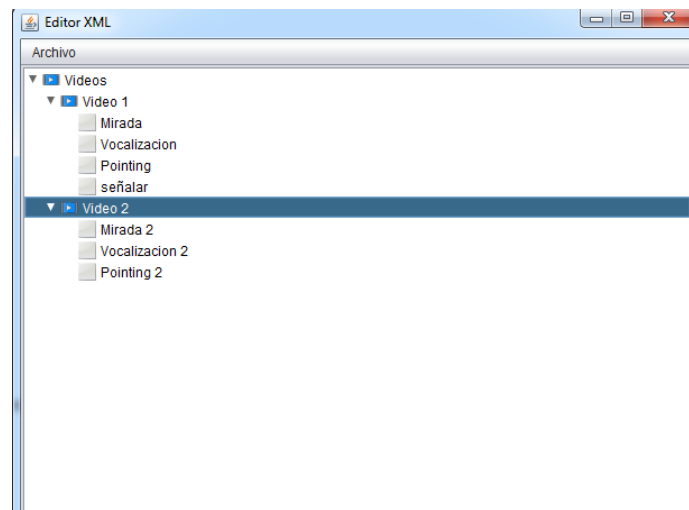 Editor XML
Archivo
Videos
Video 1
Mirada
Vocalizacion
Pointing
señalar
Video 2
Mirada 2
Vocalizacion 2
Pointing 2